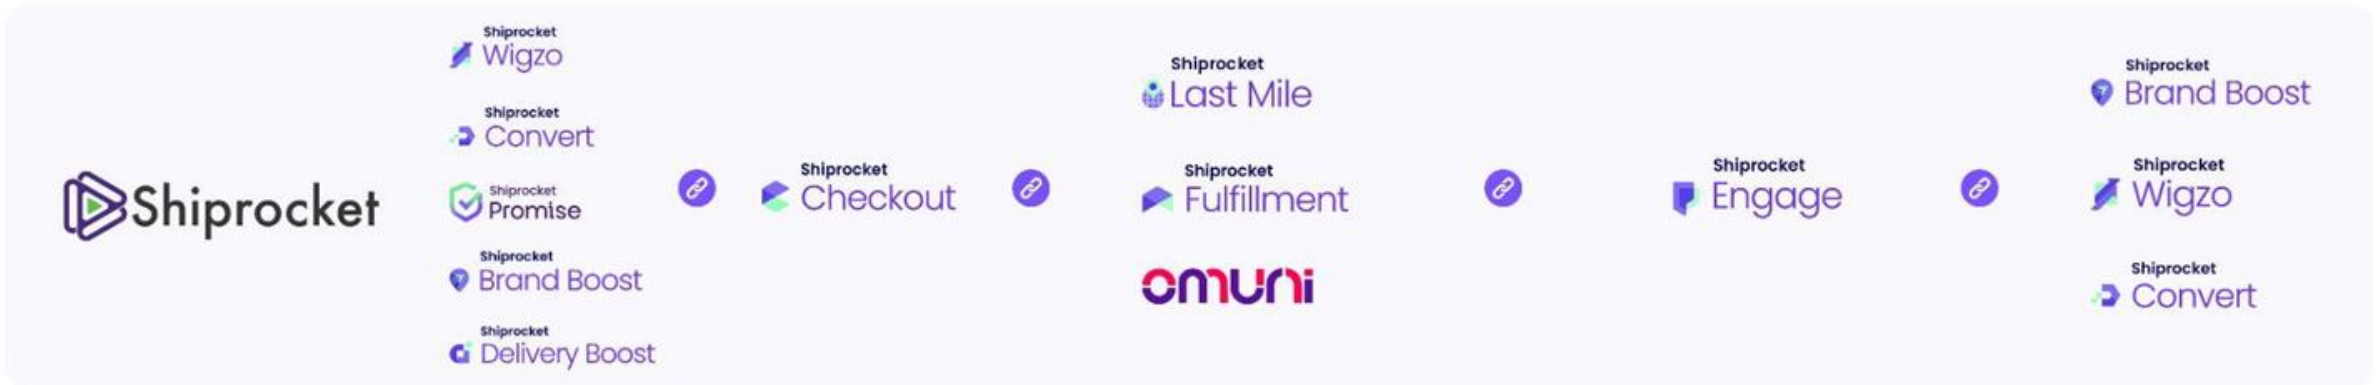 Shiprocket
Shiprocket
Wigzo
Shiprocket
Convert
Shiprocket
Promise
Shiprocket
Brand Boost
Shiprocket
Delivery Boost
Shiprocket
Checkout
Shiprocket
Last Mile
Shiprocket
Fulfillment
omuni
Shiprocket
Engage
Shiprocket
Brand Boost
Shiprocket
Wigzo
Shiprocket
Convert